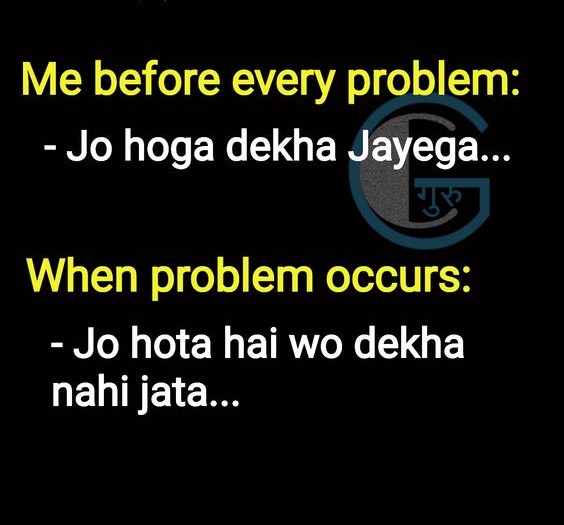 Me before every problem:
- Jo hoga dekha Jayega...
गुरु
When problem occurs:
- Jo hota hai wo dekha
nahi jata...